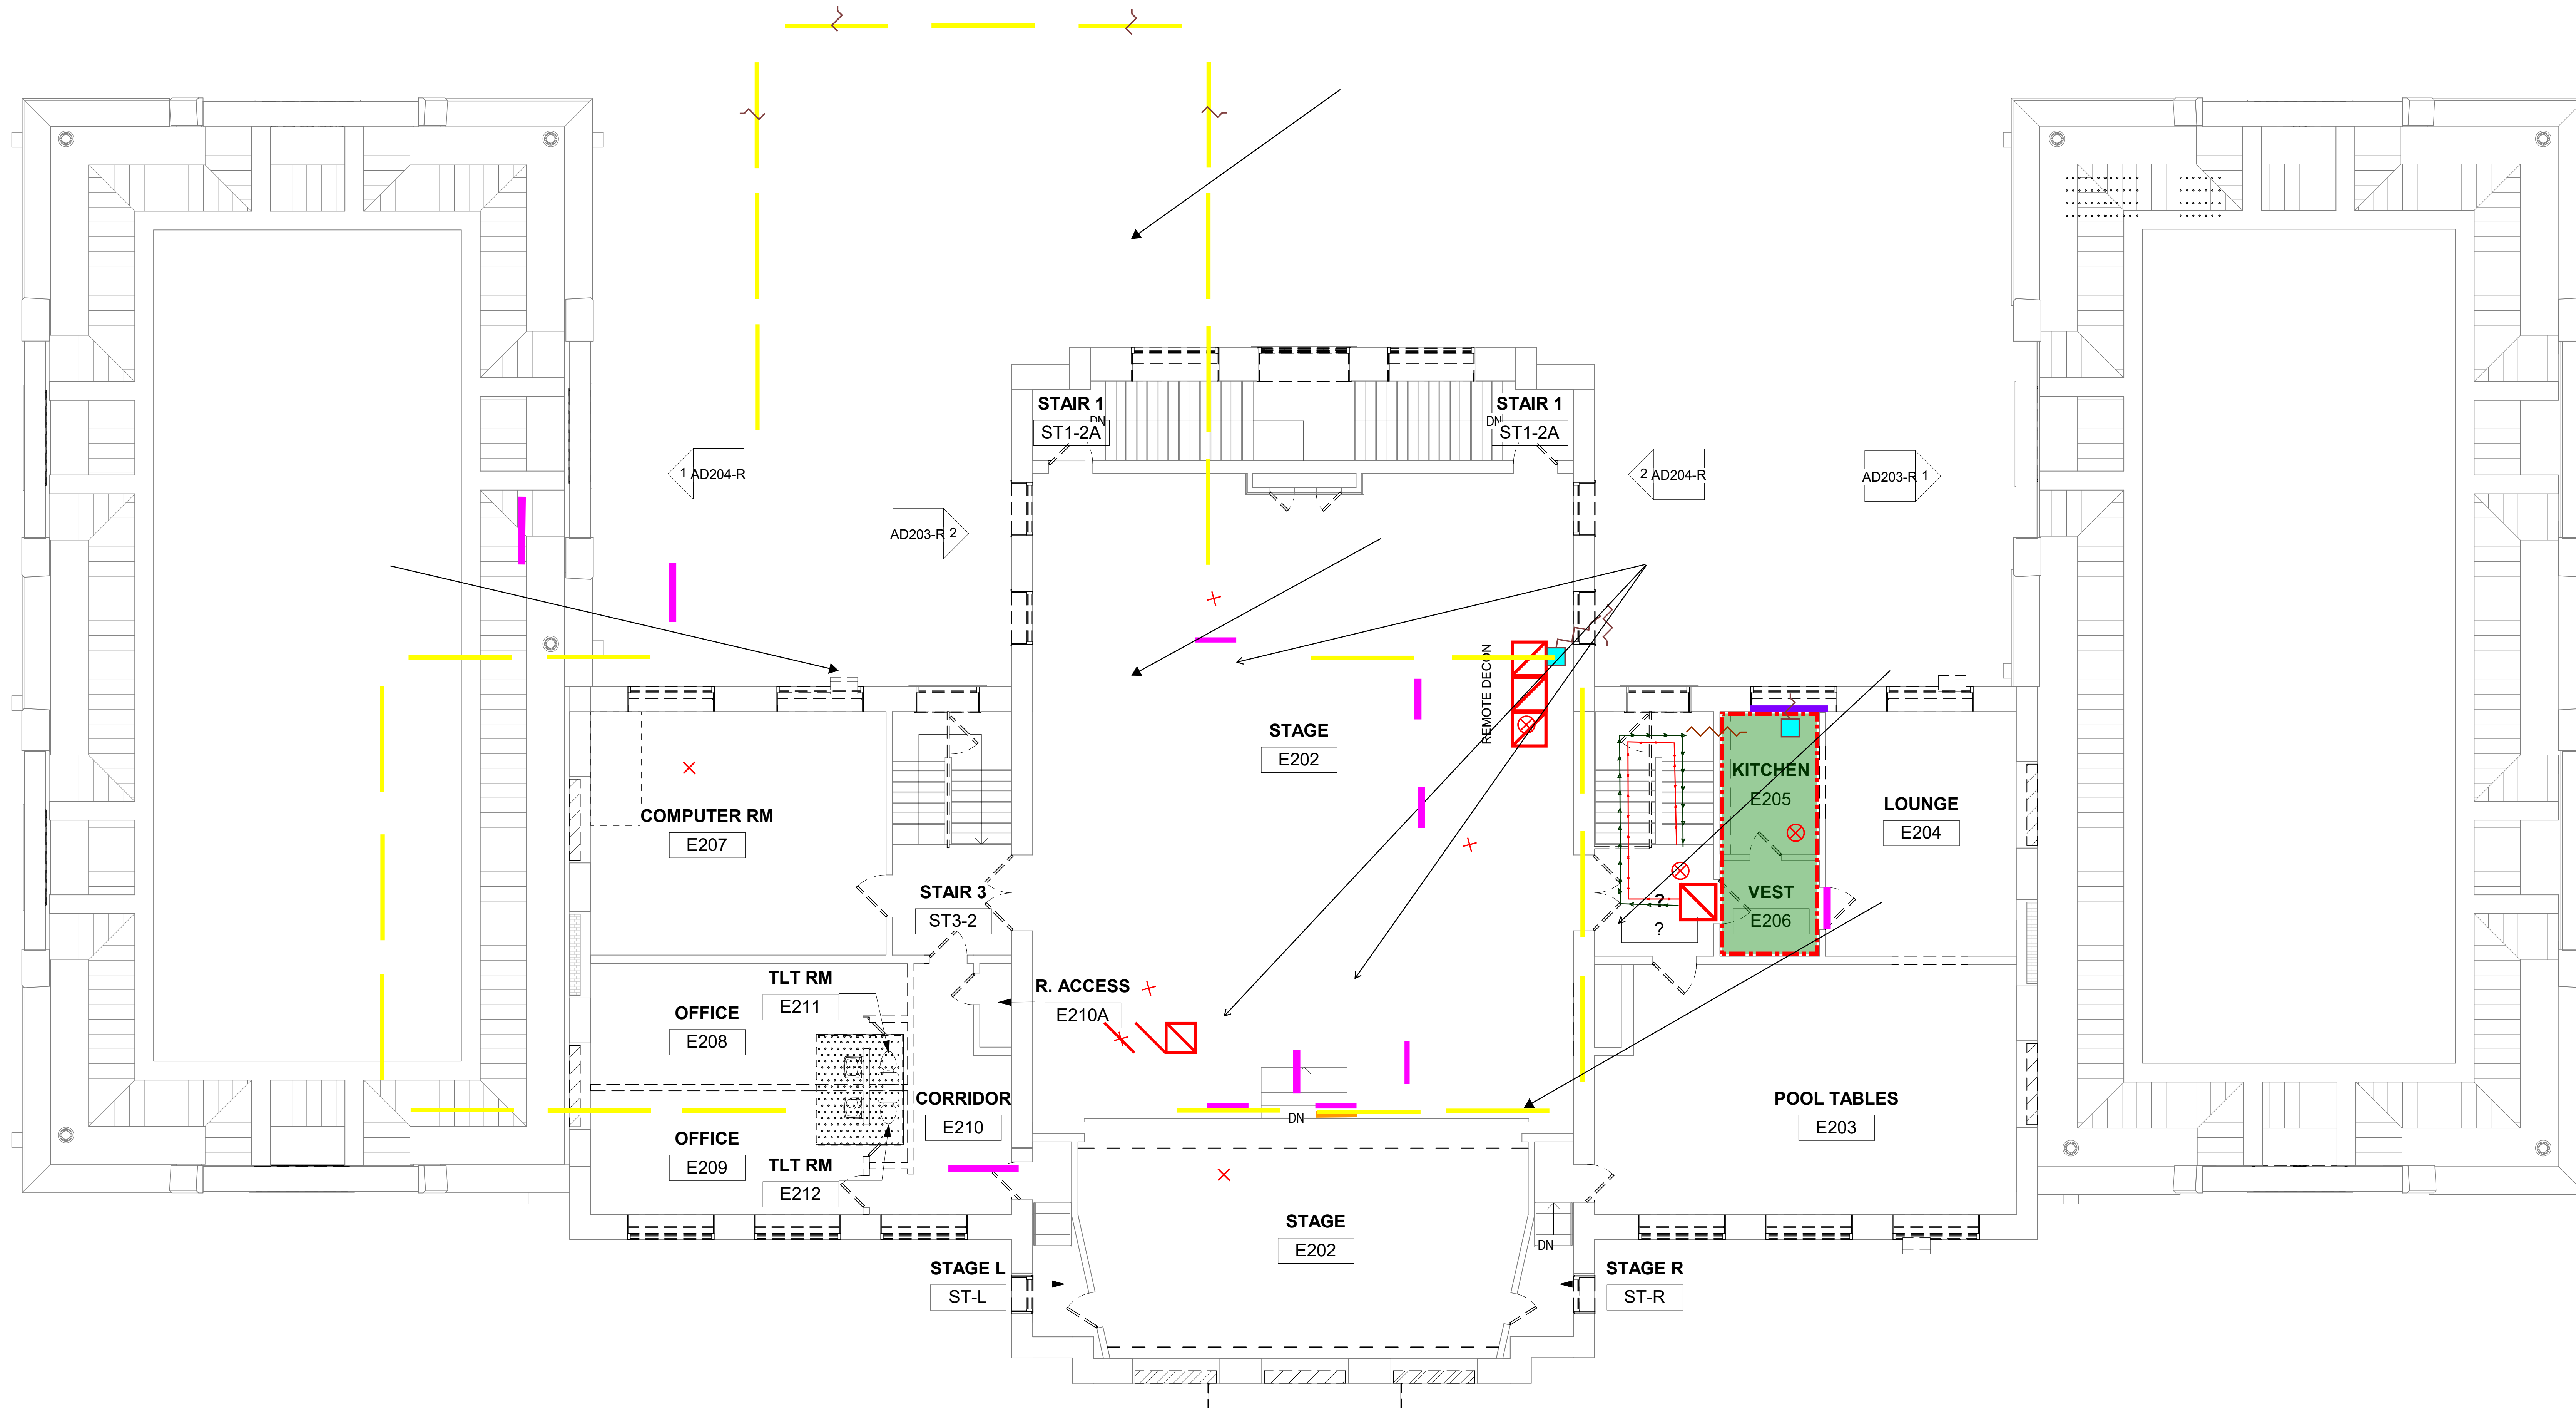 STAIR 1
DN
ST1-2A
STAIR 1
DN
ST1-2A
1 AD204-R
AD203-R 2
2 AD204-R
AD203-R 1
REMOTE DECON
STAGE
E202
KITCHEN
E205
LOUNGE
E204
COMPUTER RM
E207
STAIR 3
ST3-2
?
?
VEST
E206
TLT RM
E211
R. ACCESS
E210A
OFFICE
E208
CORRIDOR
E210
DN
POOL TABLES
E203
OFFICE
E209
TLT RM
E212
STAGE
E202
DN
STAGE L
ST-L
STAGE R
ST-R